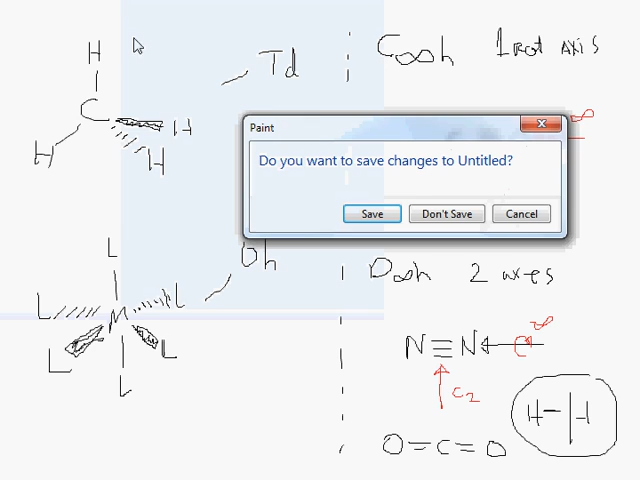 H
C
H
H
H
Td
C∞h 1 rot axis
∞
Paint
Do you want to save changes to Untitled?
Save Don't Save Cancel
L
L
L
M
L
L
L
Oh
D∞h 2 axes
N≡N
∞
C2
H-|-H
O=C=O